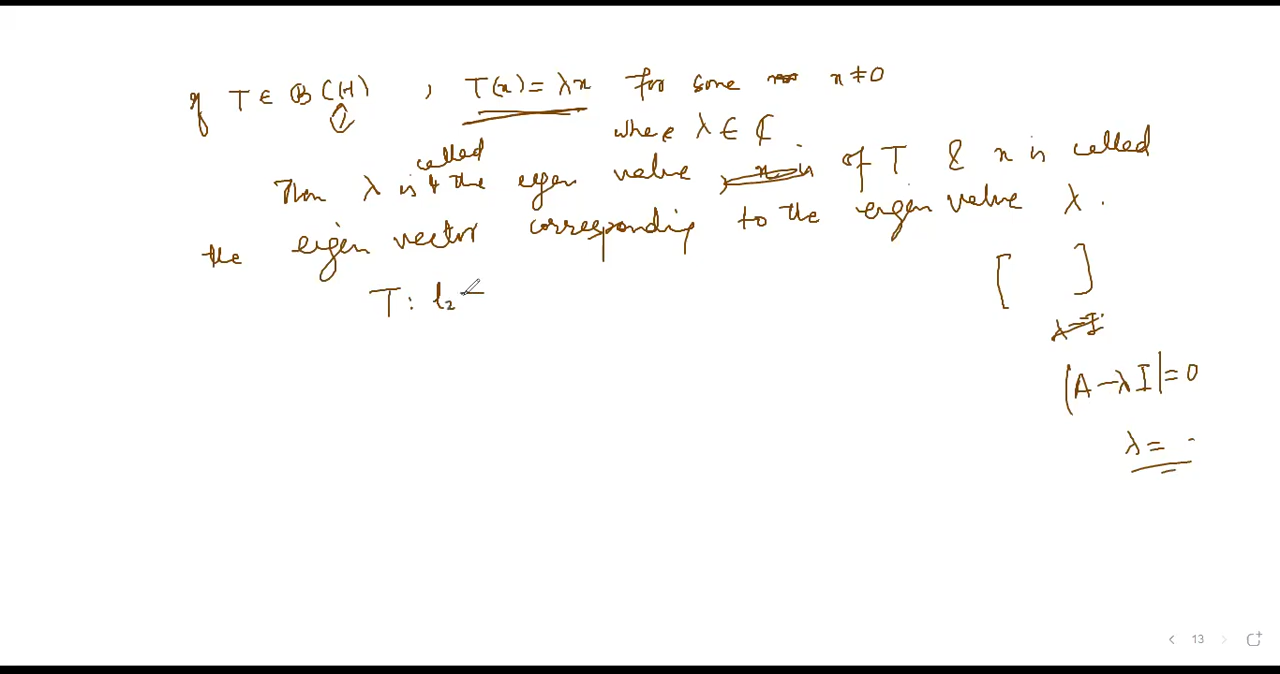 If T ∈ B(H) , T(x) = λx for some x ≠ 0
where λ ∈ ₵
called
Then λ is the eigen value of T & x is called
the eigen vector corresponding to the eigen value λ .
T : l₂
[ ]
|A - λI| = 0
λ =
13